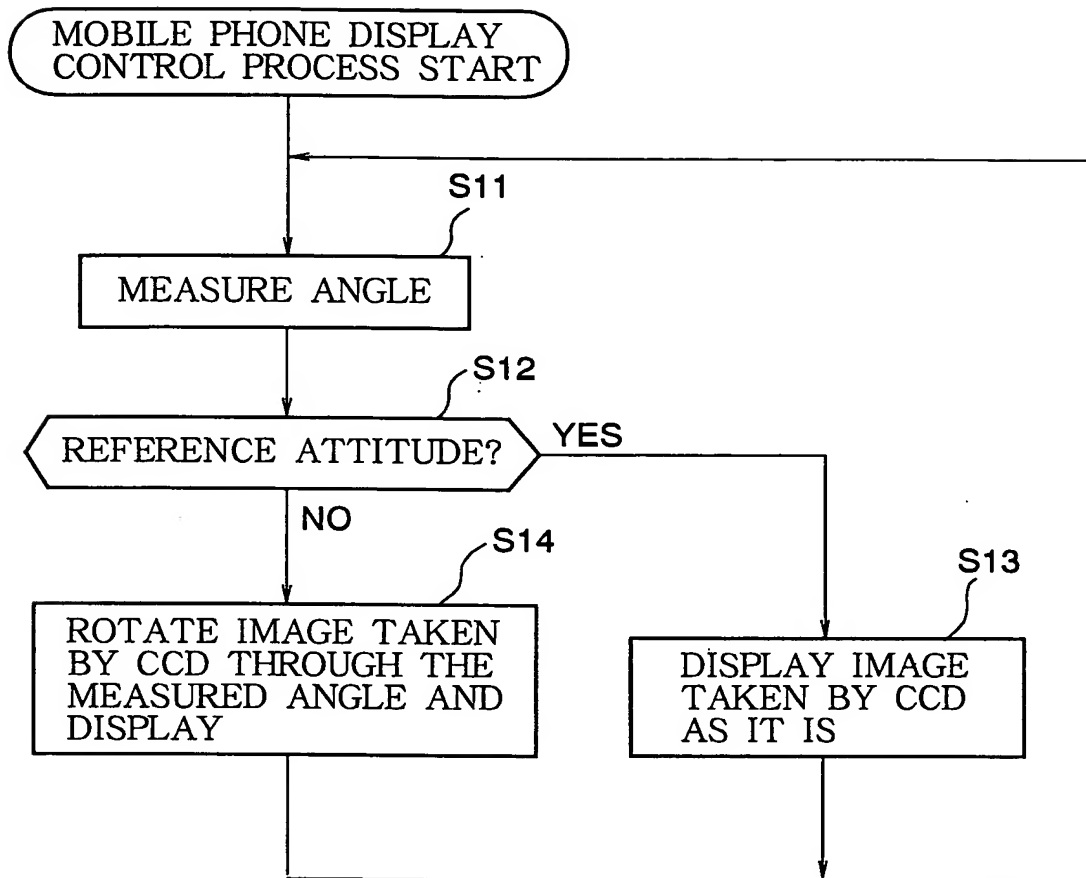 MOBILE PHONE DISPLAY
CONTROL PROCESS START
S11
MEASURE ANGLE
S12
REFERENCE ATTITUDE?
YES
NO
S14
ROTATE IMAGE TAKEN
BY CCD THROUGH THE
MEASURED ANGLE AND
DISPLAY
S13
DISPLAY IMAGE
TAKEN BY CCD
AS IT IS